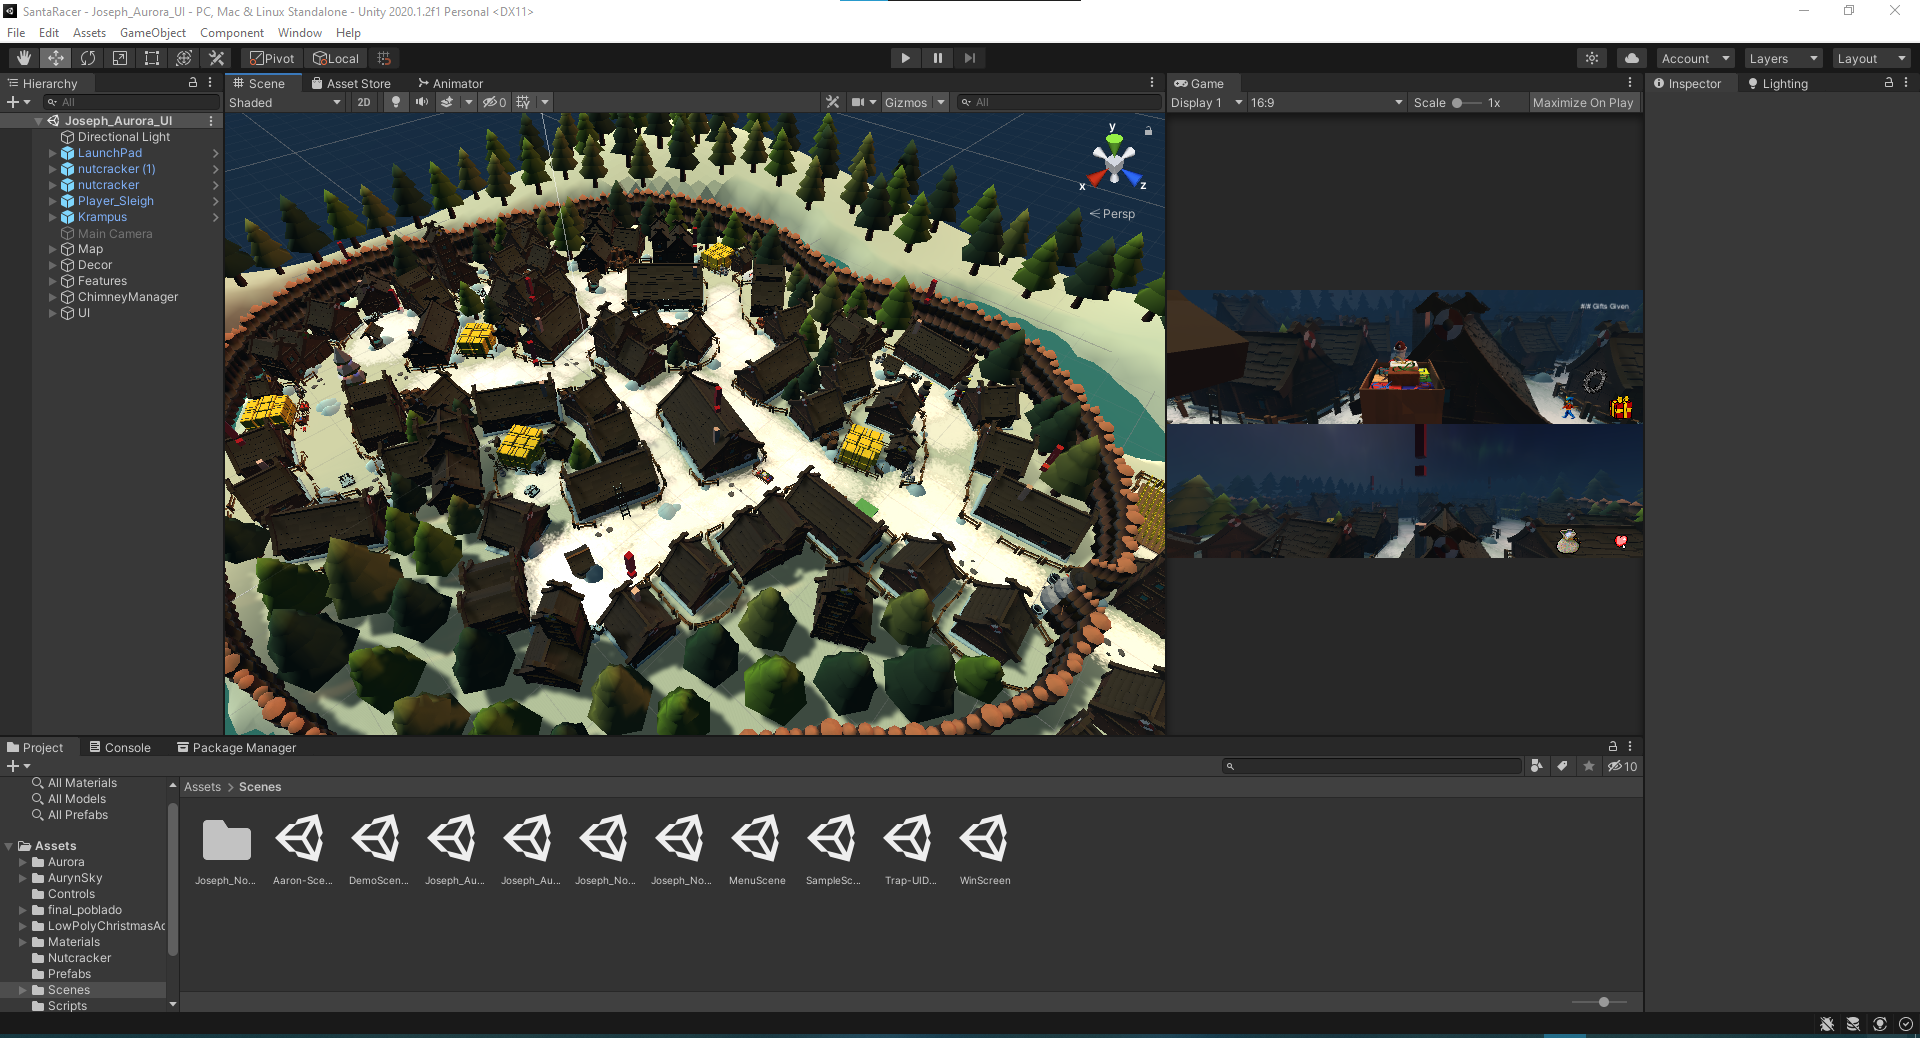 SantaRacer - Joseph_Aurora_UI - PC, Mac & Linux Standalone - Unity 2020.1.2f1 Personal <DX11>
File Edit Assets GameObject Component Window Help
Pivot Local Account Layers Layout
Hierarchy
All
Joseph_Aurora_UI
Directional Light
LaunchPad
nutcracker (1)
nutcracker
Player_Sleigh
Krampus
Main Camera
Map
Decor
Features
ChimneyManager
UI
Scene Asset Store Animator
Shaded 2D 0 Gizmos All
y
x z
Persp
Game
Display 1 16:9 Scale 1x Maximize On Play
## Gifts Given
Inspector Lighting
Project Console Package Manager
10
All Materials
All Models
All Prefabs
Assets
Aurora
AurynSky
Controls
final_poblado
LowPolyChristmasAc
Materials
Nutcracker
Prefabs
Scenes
Scripts
Assets > Scenes
Joseph_No... Aaron-Sce... DemoScen... Joseph_Au... Joseph_Au... Joseph_No... Joseph_No... MenuScene SampleSc... Trap-UID... WinScreen